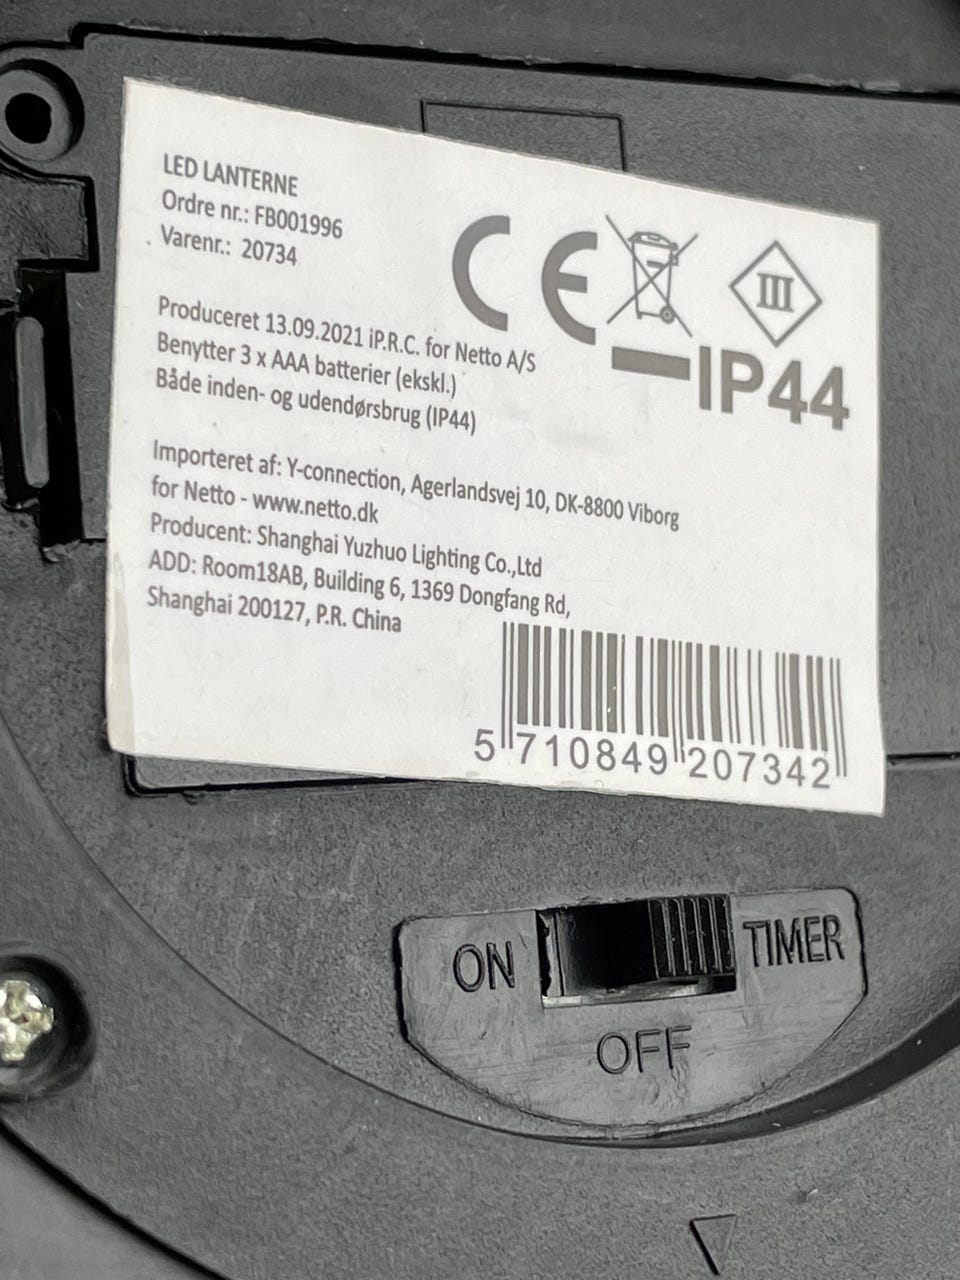 LED LANTERNE
Ordre nr.: FB001996
Varenr.: 20734
CE
III
IP44
Produceret 13.09.2021 iP.R.C. for Netto A/S
Benytter 3 x AAA batterier (ekskl.)
Både inden- og udendørsbrug (IP44)
Importeret af: Y-connection, Agerlandsvej 10, DK-8800 Viborg
for Netto - www.netto.dk
Producent: Shanghai Yuzhuo Lighting Co.,Ltd
ADD: Room18AB, Building 6, 1369 Dongfang Rd,
Shanghai 200127, P.R. China
5 710849 207342
ON
TIMER
OFF